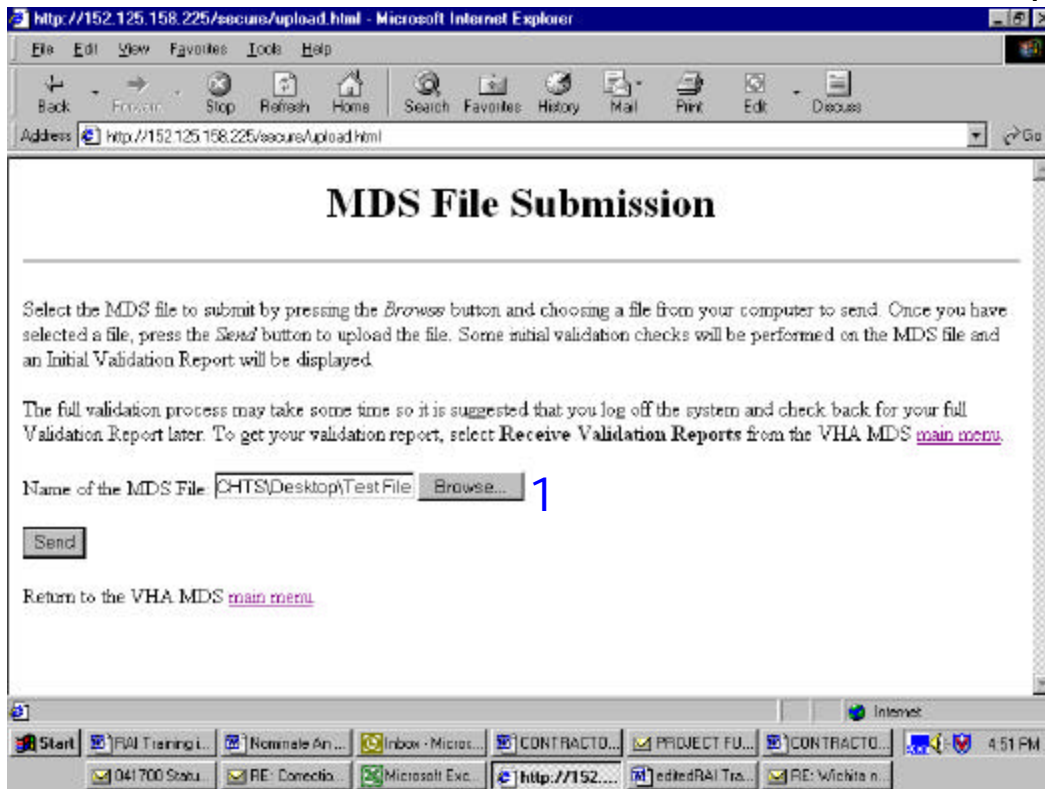 http://152.125.158.225/secure/upload.html - Microsoft Internet Explorer
File Edit View Favorites Tools Help
Back Forward Stop Refresh Home Search Favorites History Mail Print Edit Discuss
Address http://152.125.158.225/secure/upload.html Go
MDS File Submission
Select the MDS file to submit by pressing the Browse button and choosing a file from your computer to send. Once you have
selected a file, press the Send button to upload the file. Some initial validation checks will be performed on the MDS file and
an Initial Validation Report will be displayed.
The full validation process may take some time so it is suggested that you log off the system and check back for your full
Validation Report later. To get your validation report, select Receive Validation Reports from the VHA MDS main menu.
Name of the MDS File: CHTS\Desktop\Test File Browse... 1
Send
Return to the VHA MDS main menu.
Internet
Start RAI Training i... Nominate An ... Inbox - Micros... CONTRACTO... PROJECT FU... CONTRACTO... 4:51 PM
041700 Statu... RE: Correctio... Microsoft Exc... http://152.... editedRAI Tra... RE: Wichita n...